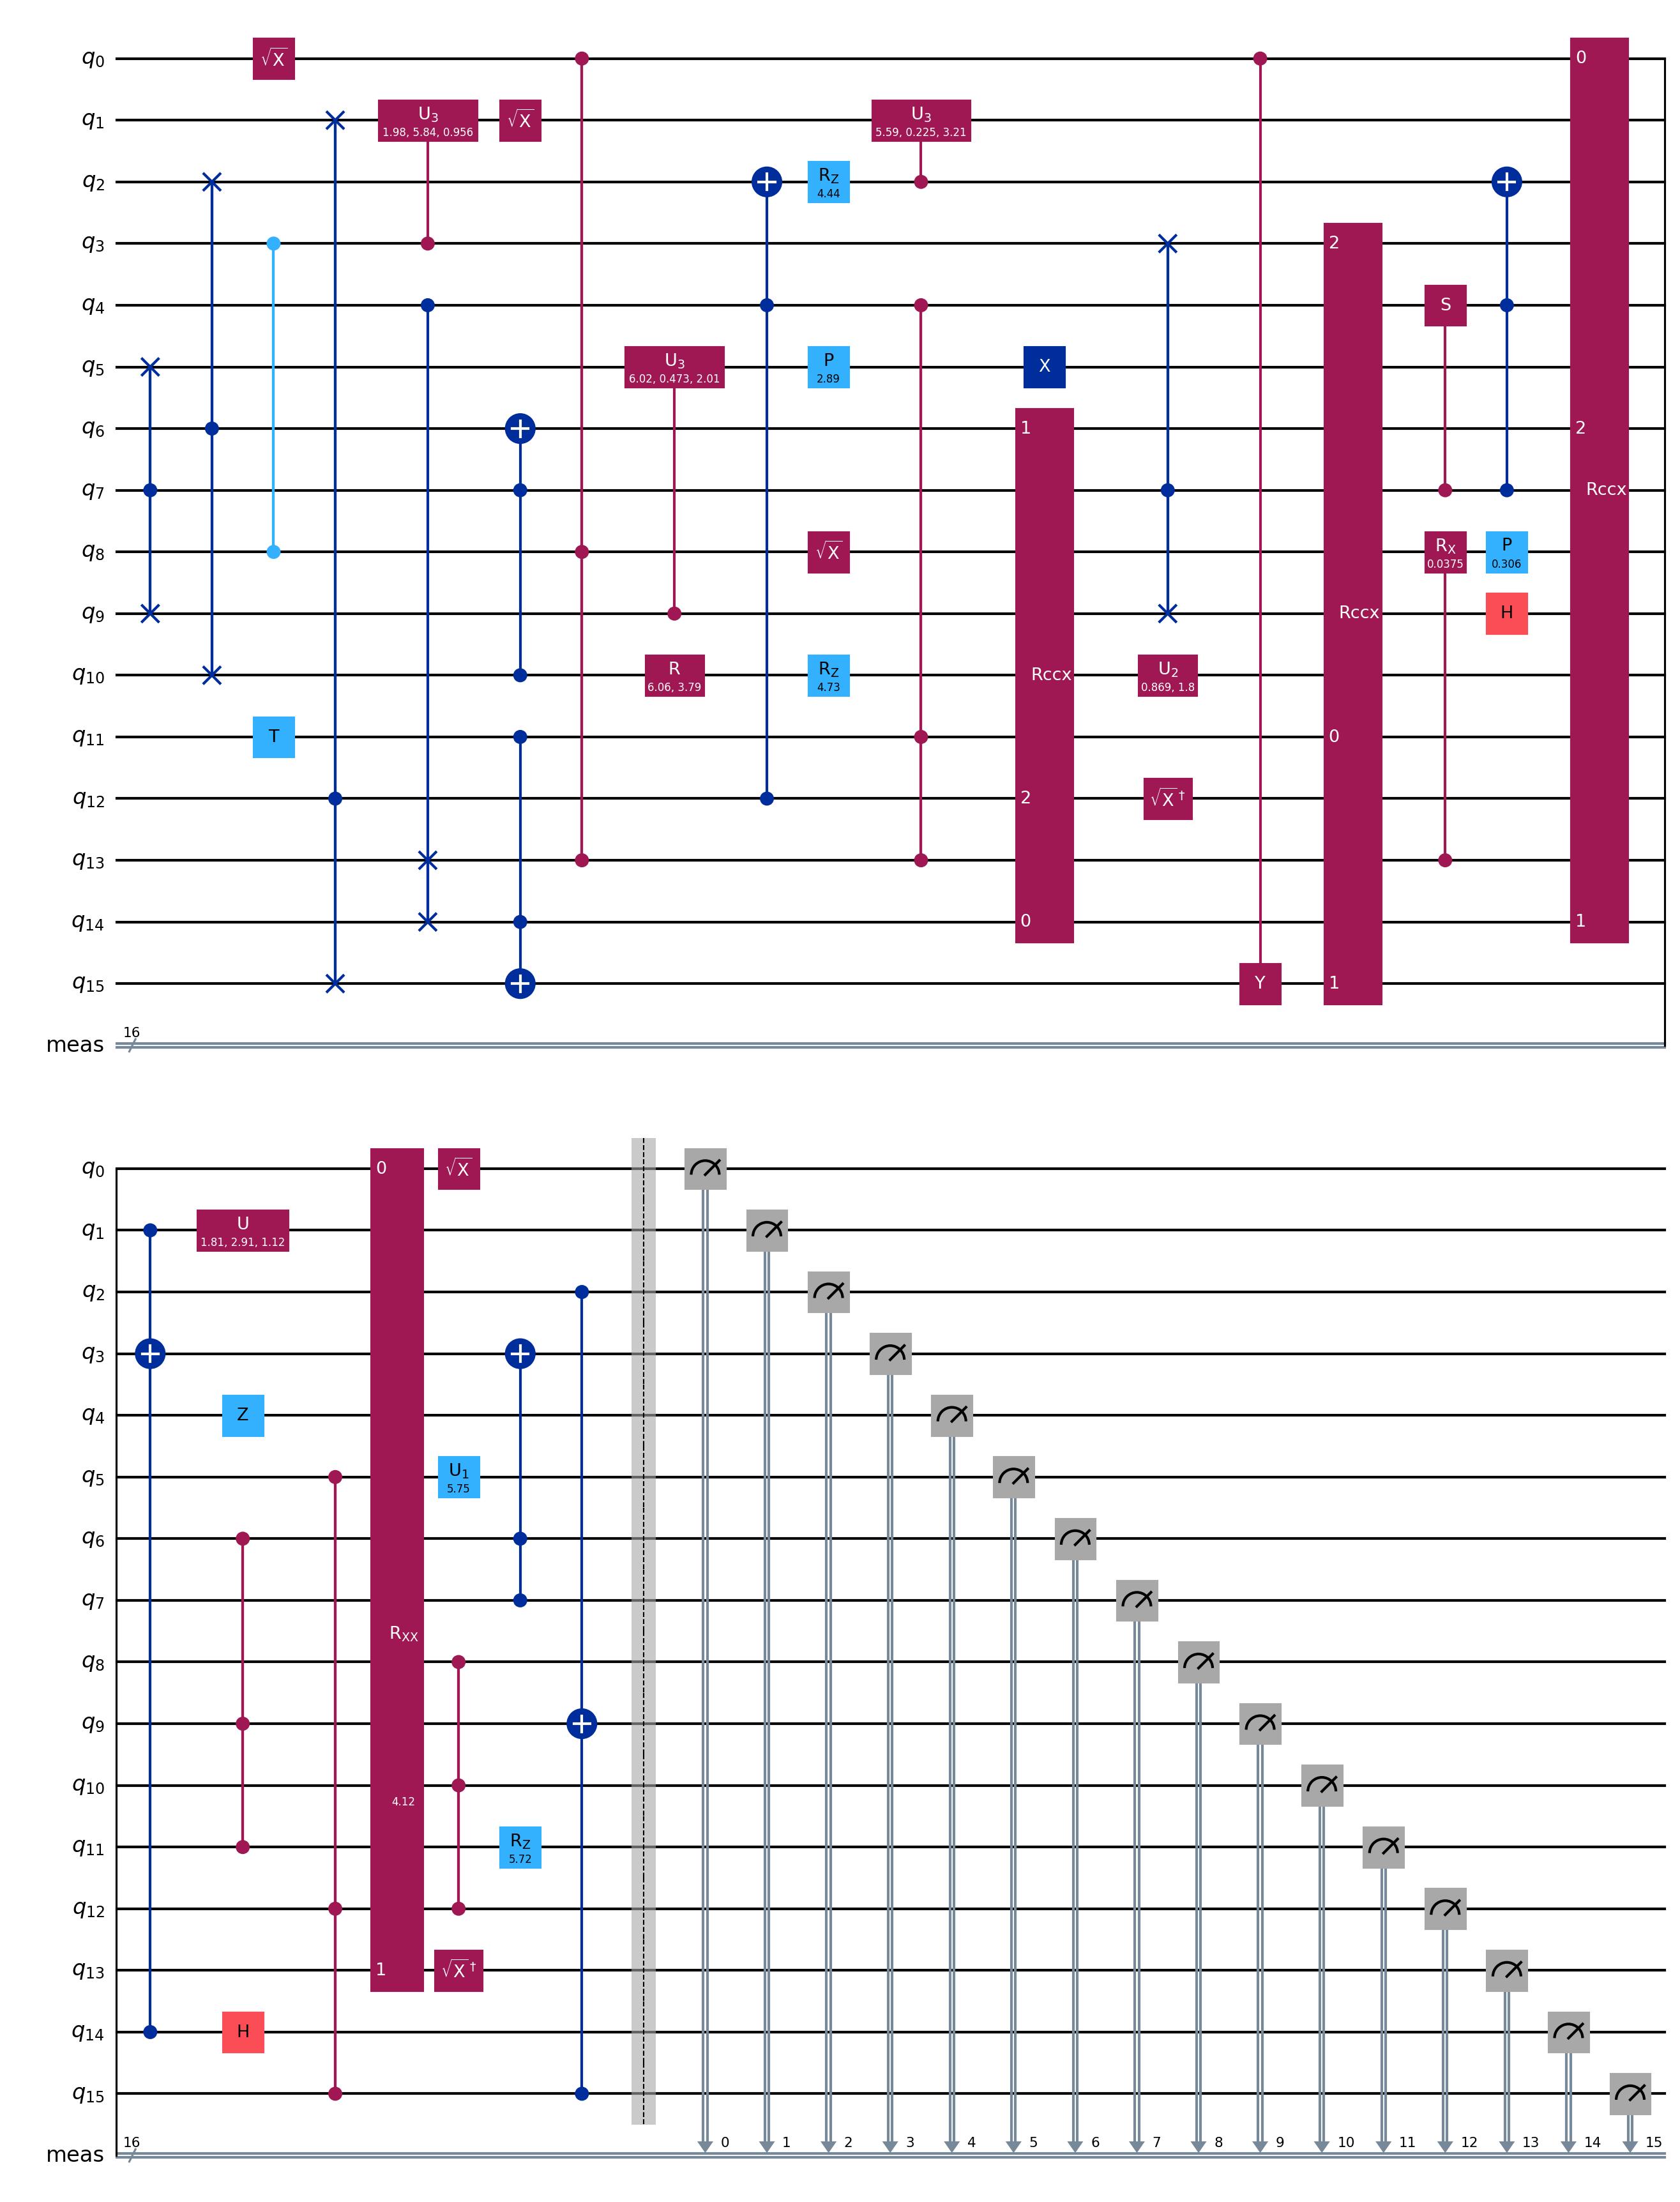 q0 √X 0
q1 U3 √X U3
1.98, 5.84, 0.956 5.59, 0.225, 3.21
q2 RZ
4.44
q3 2
q4 S
q5 U3 P X
6.02, 0.473, 2.01 2.89
q6 1 2
q7 Rccx
q8 √X RX P
0.0375 0.306
q9 Rccx H
q10 R RZ Rccx U2
6.06, 3.79 4.73 0.869, 1.8
q11 T 0
q12 2 √X†
q13
q14 0 1
q15 Y 1
16
meas
q0 0 √X
q1 U
1.81, 2.91, 1.12
q2
q3
q4 Z
q5 U1
5.75
q6
q7
RXX
q8
q9
q10
4.12
q11 RZ
5.72
q12
q13 1 √X†
q14 H
q15
16 0 1 2 3 4 5 6 7 8 9 10 11 12 13 14 15
meas